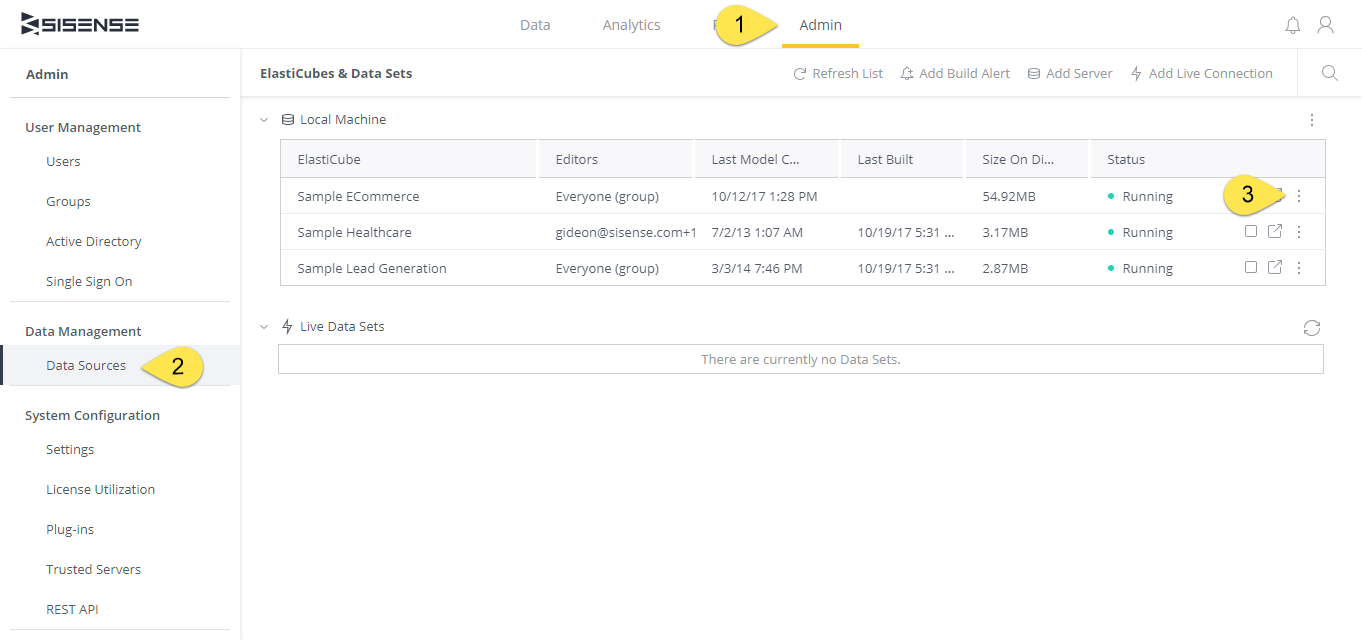 SISENSE
Data Analytics 1 Admin
Admin
ElastiCubes & Data Sets Refresh List Add Build Alert Add Server Add Live Connection
User Management
Users
Groups
Active Directory
Single Sign On
Data Management
Data Sources 2
System Configuration
Settings
License Utilization
Plug-ins
Trusted Servers
REST API
Local Machine
ElastiCube Editors Last Model C... Last Built Size On Di... Status
Sample ECommerce Everyone (group) 10/12/17 1:28 PM 54.92MB Running 3
Sample Healthcare gideon@sisense.com+1 7/2/13 1:07 AM 10/19/17 5:31 ... 3.17MB Running
Sample Lead Generation Everyone (group) 3/3/14 7:46 PM 10/19/17 5:31 ... 2.87MB Running
Live Data Sets
There are currently no Data Sets.